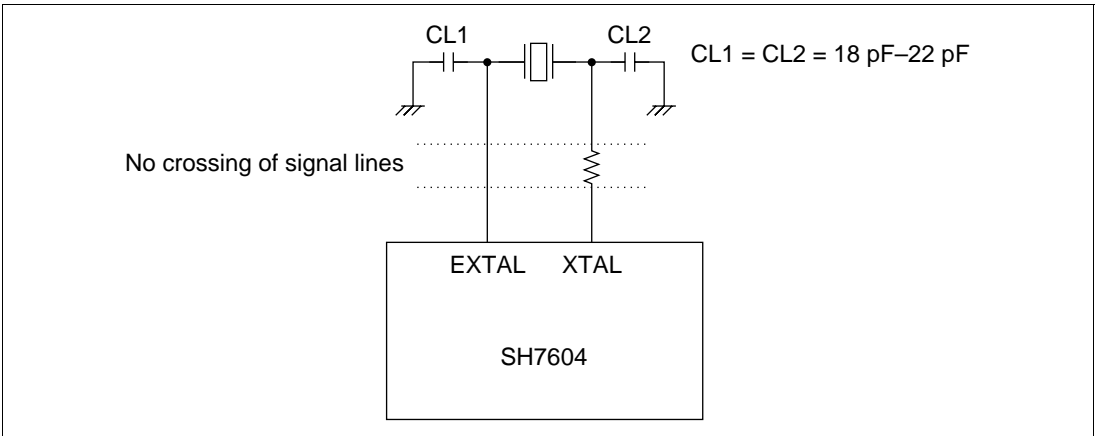 CL1
CL2
CL1 = CL2 = 18 pF–22 pF
No crossing of signal lines
EXTAL
XTAL
SH7604